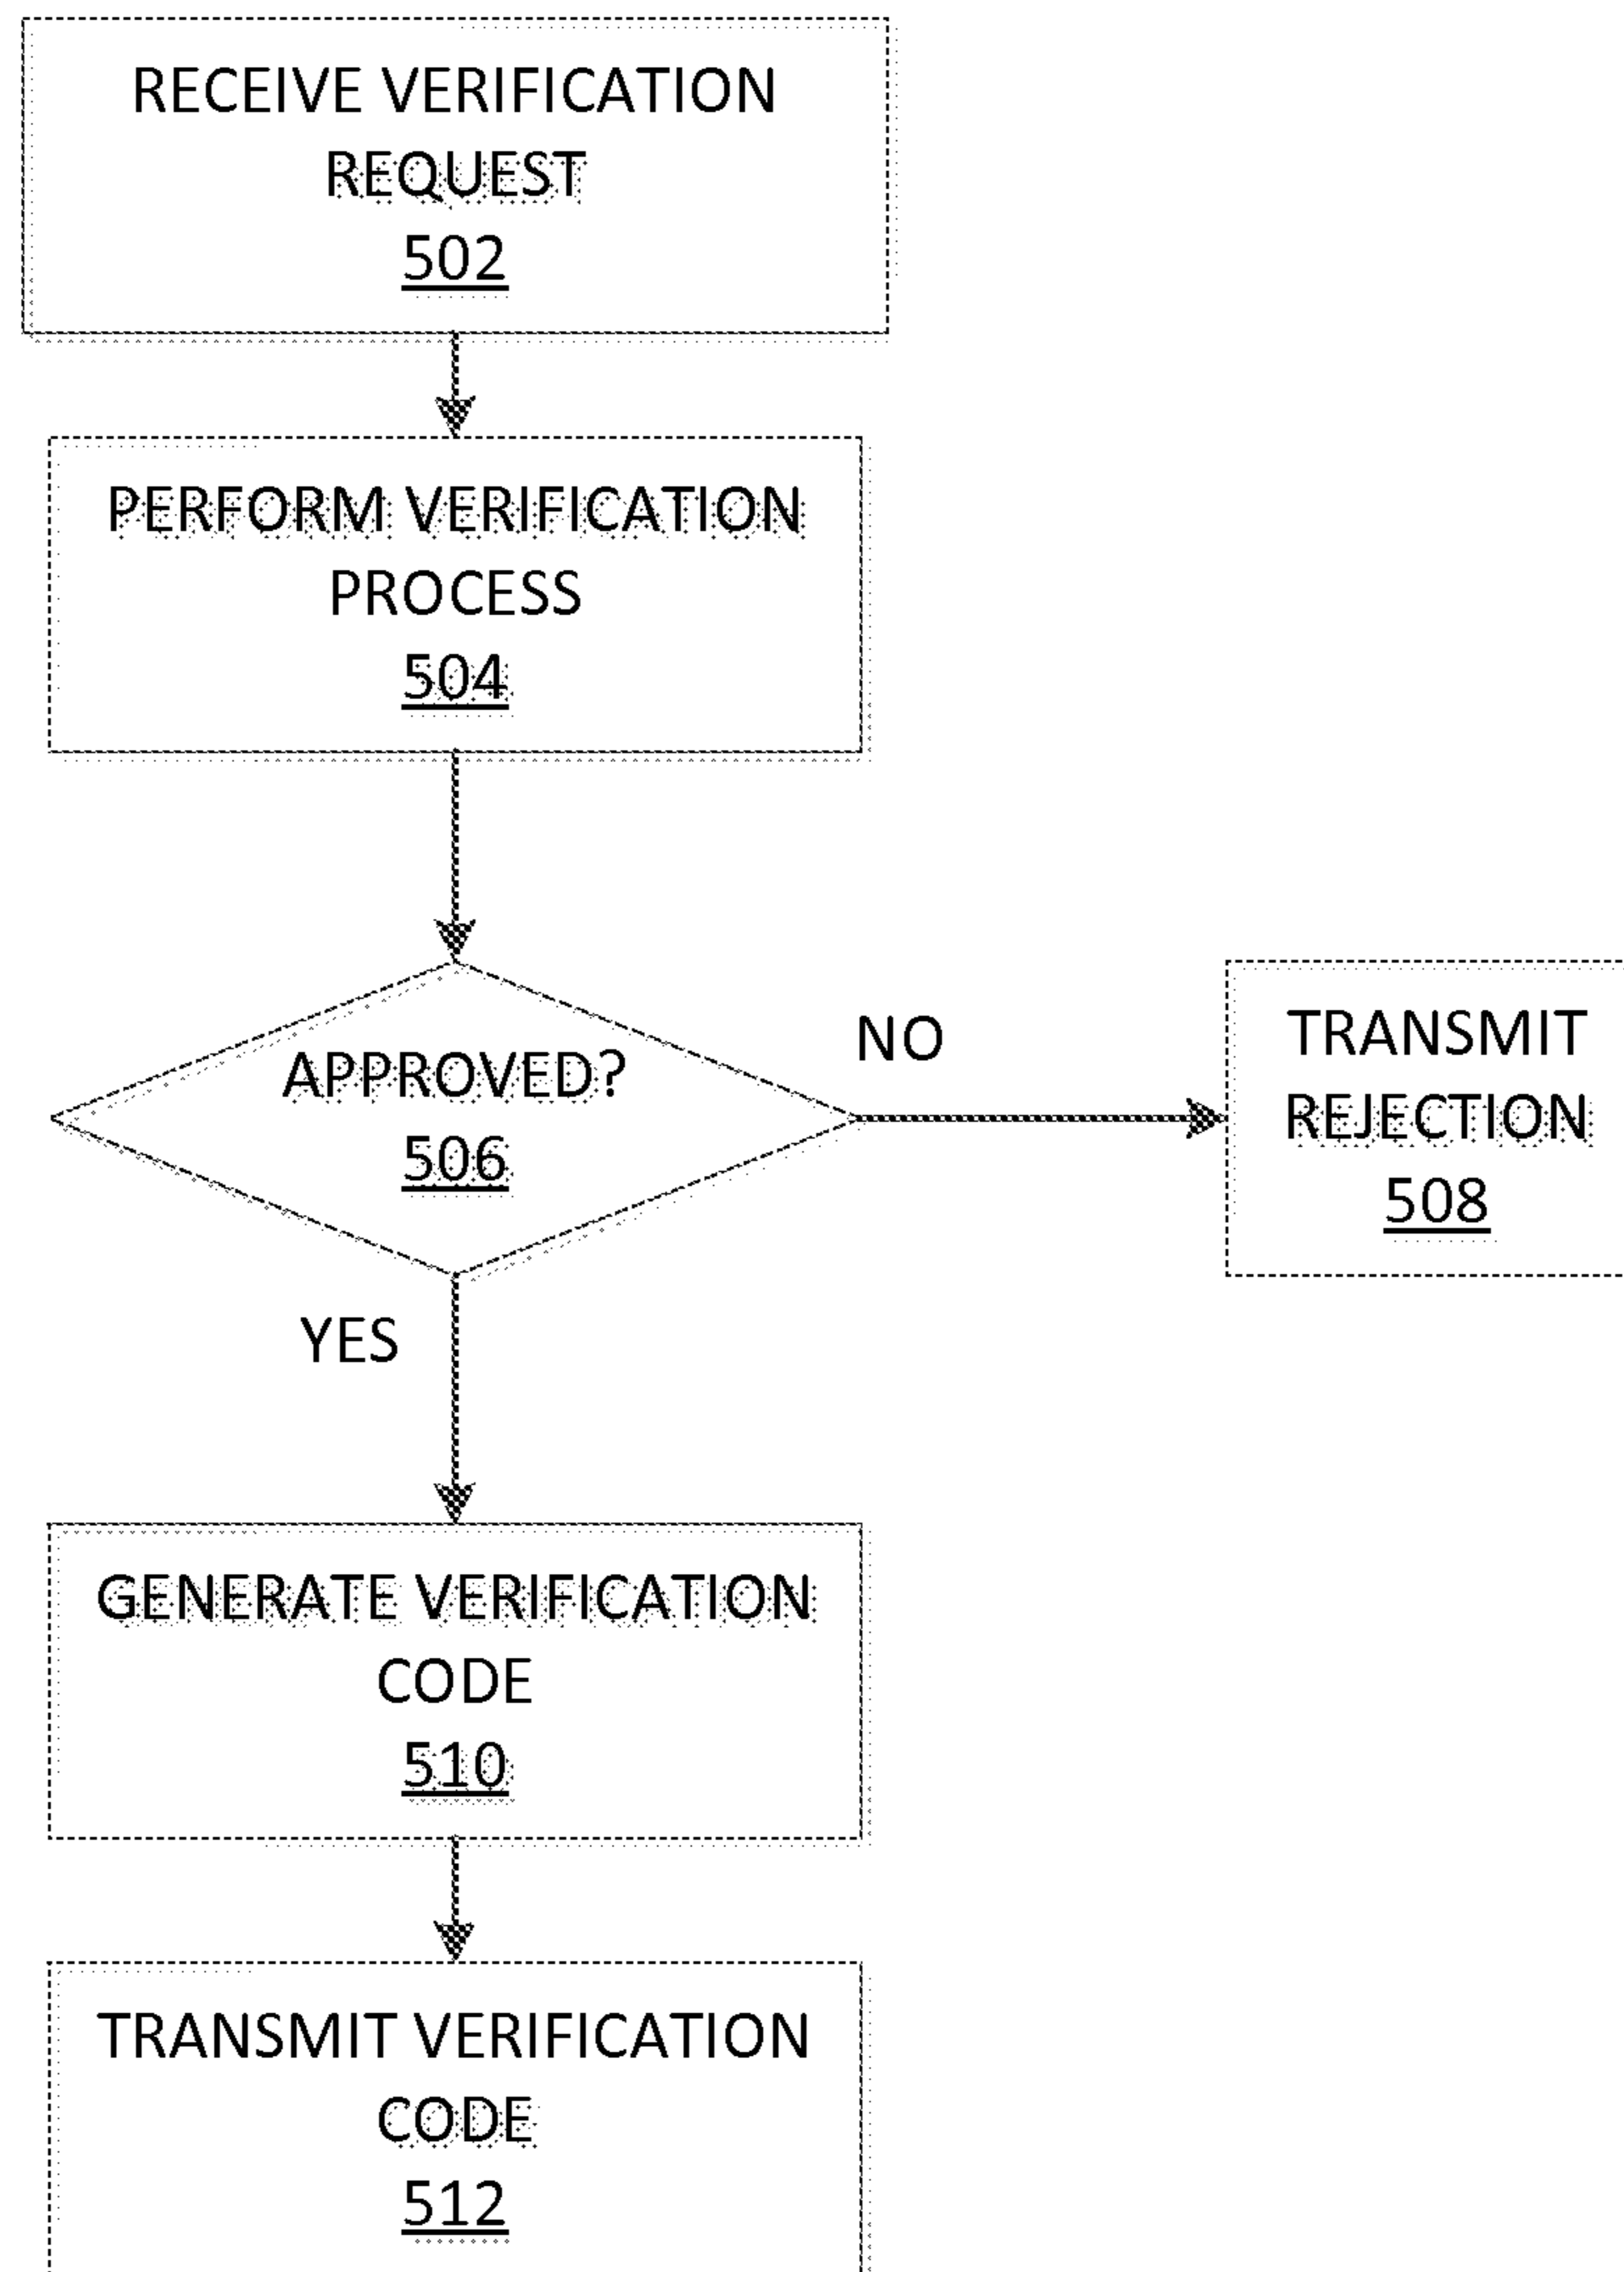 RECEIVE VERIFICATION
REQUEST
502
PERFORM VERIFICATION
PROCESS
504
APPROVED?
506
NO
TRANSMIT
REJECTION
508
YES
GENERATE VERIFICATION
CODE
510
TRANSMIT VERIFICATION
CODE
512